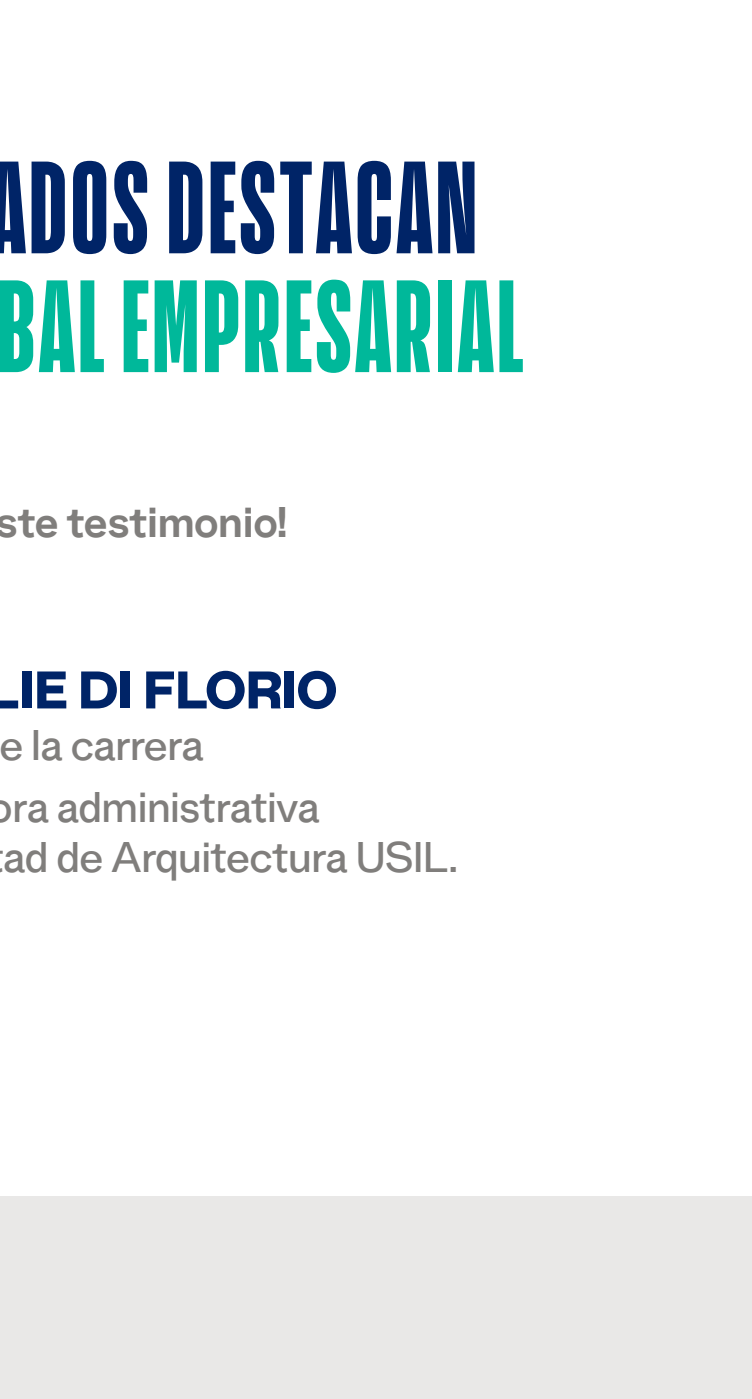 ADOS DESTACAN
BAL EMPRESARIAL
ste testimonio!
LIE DI FLORIO
e la carrera
ora administrativa
tad de Arquitectura USIL.